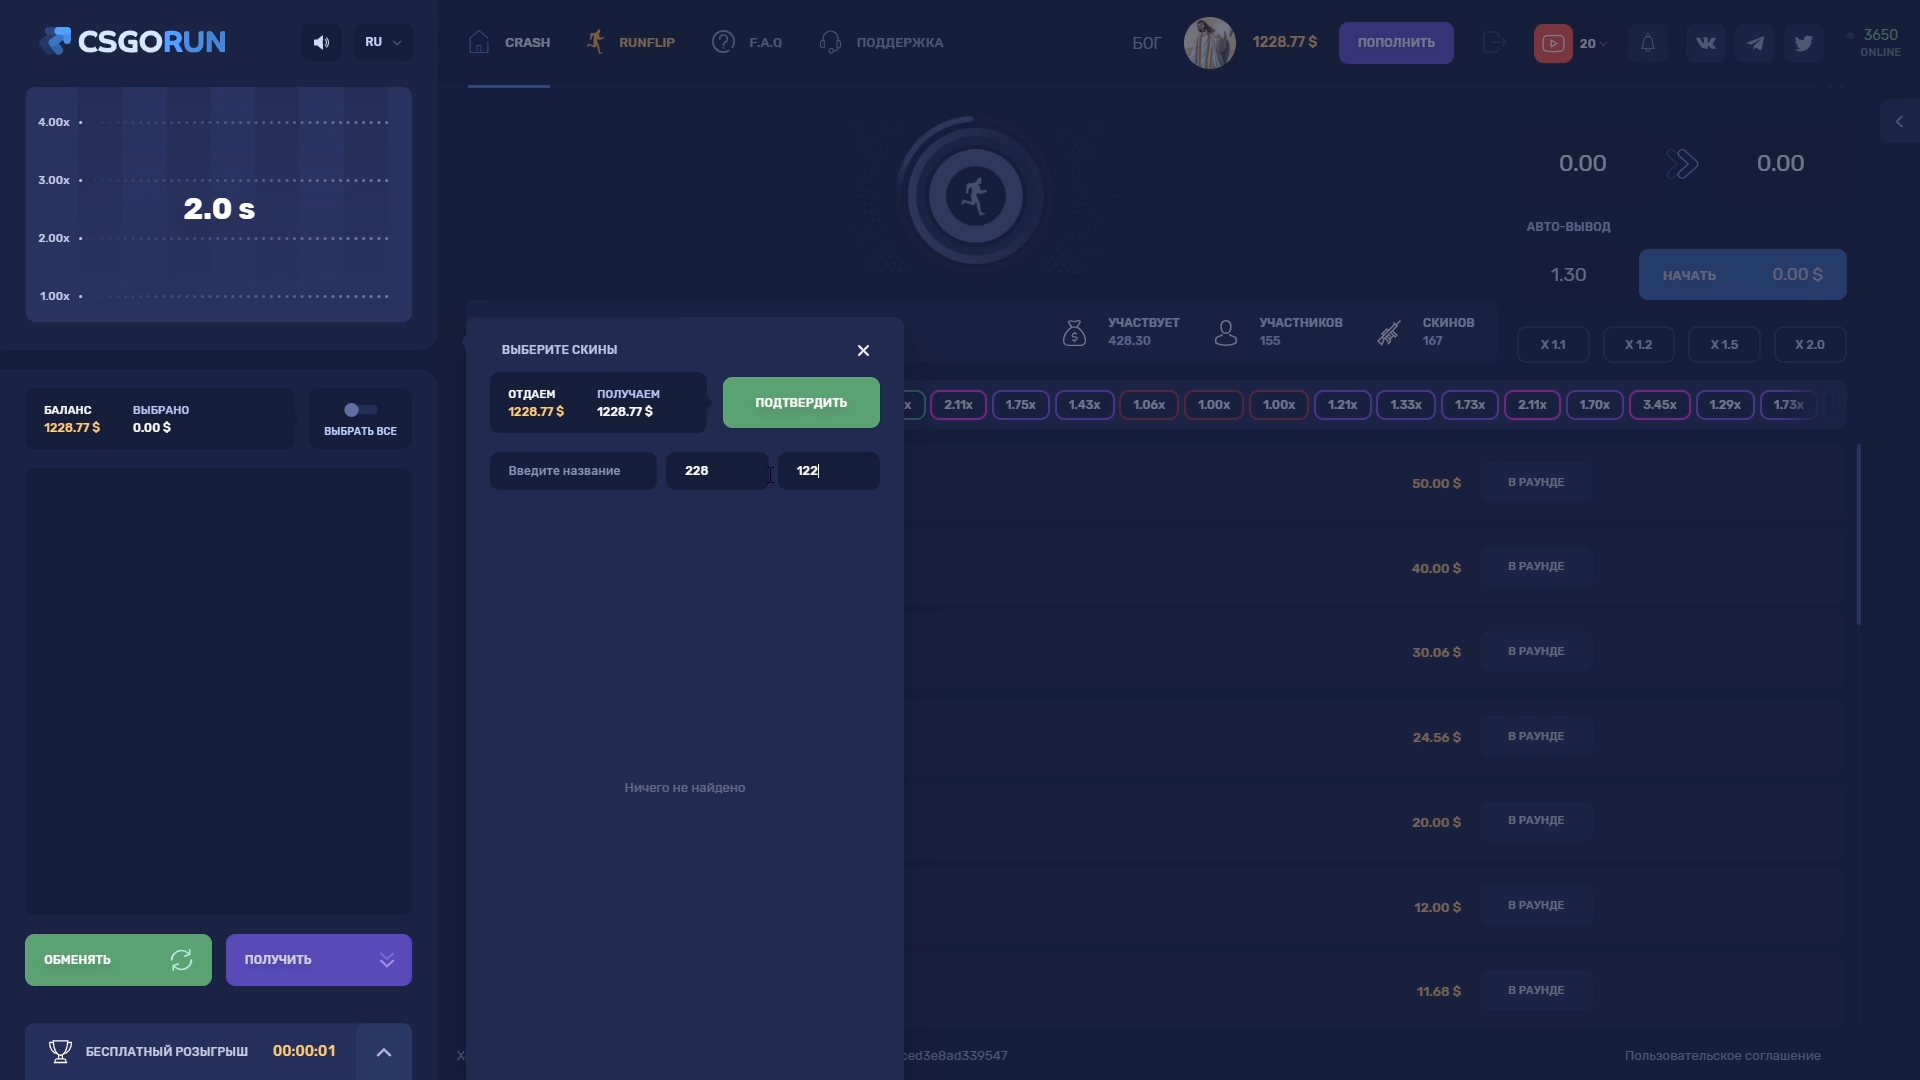 CSGORUN
RU
CRASH
RUNFLIP
F.A.Q
ПОДДЕРЖКА
БОГ
1228.77 $
ПОПОЛНИТЬ
20
3650
ONLINE
4.00x
3.00x
2.0 s
2.00x
1.00x
0.00
0.00
АВТО-ВЫВОД
1.30
НАЧАТЬ
0.00 $
X 1.1
X 1.2
X 1.5
X 2.0
УЧАСТВУЕТ
428.30
УЧАСТНИКОВ
155
СКИНОВ
167
ВЫБЕРИТЕ СКИНЫ
ОТДАЕМ
1228.77 $
ПОЛУЧАЕМ
1228.77 $
ПОДТВЕРДИТЬ
Введите название
228
122
Ничего не найдено
БАЛАНС
1228.77 $
ВЫБРАНО
0.00 $
ВЫБРАТЬ ВСЕ
x 2.11x 1.75x 1.43x 1.06x 1.00x 1.00x 1.21x 1.33x 1.73x 2.11x 1.70x 3.45x 1.29x 1.73x
50.00 $ В РАУНДЕ
40.00 $ В РАУНДЕ
30.06 $ В РАУНДЕ
24.56 $ В РАУНДЕ
20.00 $ В РАУНДЕ
12.00 $ В РАУНДЕ
11.68 $ В РАУНДЕ
ОБМЕНЯТЬ
ПОЛУЧИТЬ
БЕСПЛАТНЫЙ РОЗЫГРЫШ 00:00:01
ced3e8ad339547
Пользовательское соглашение